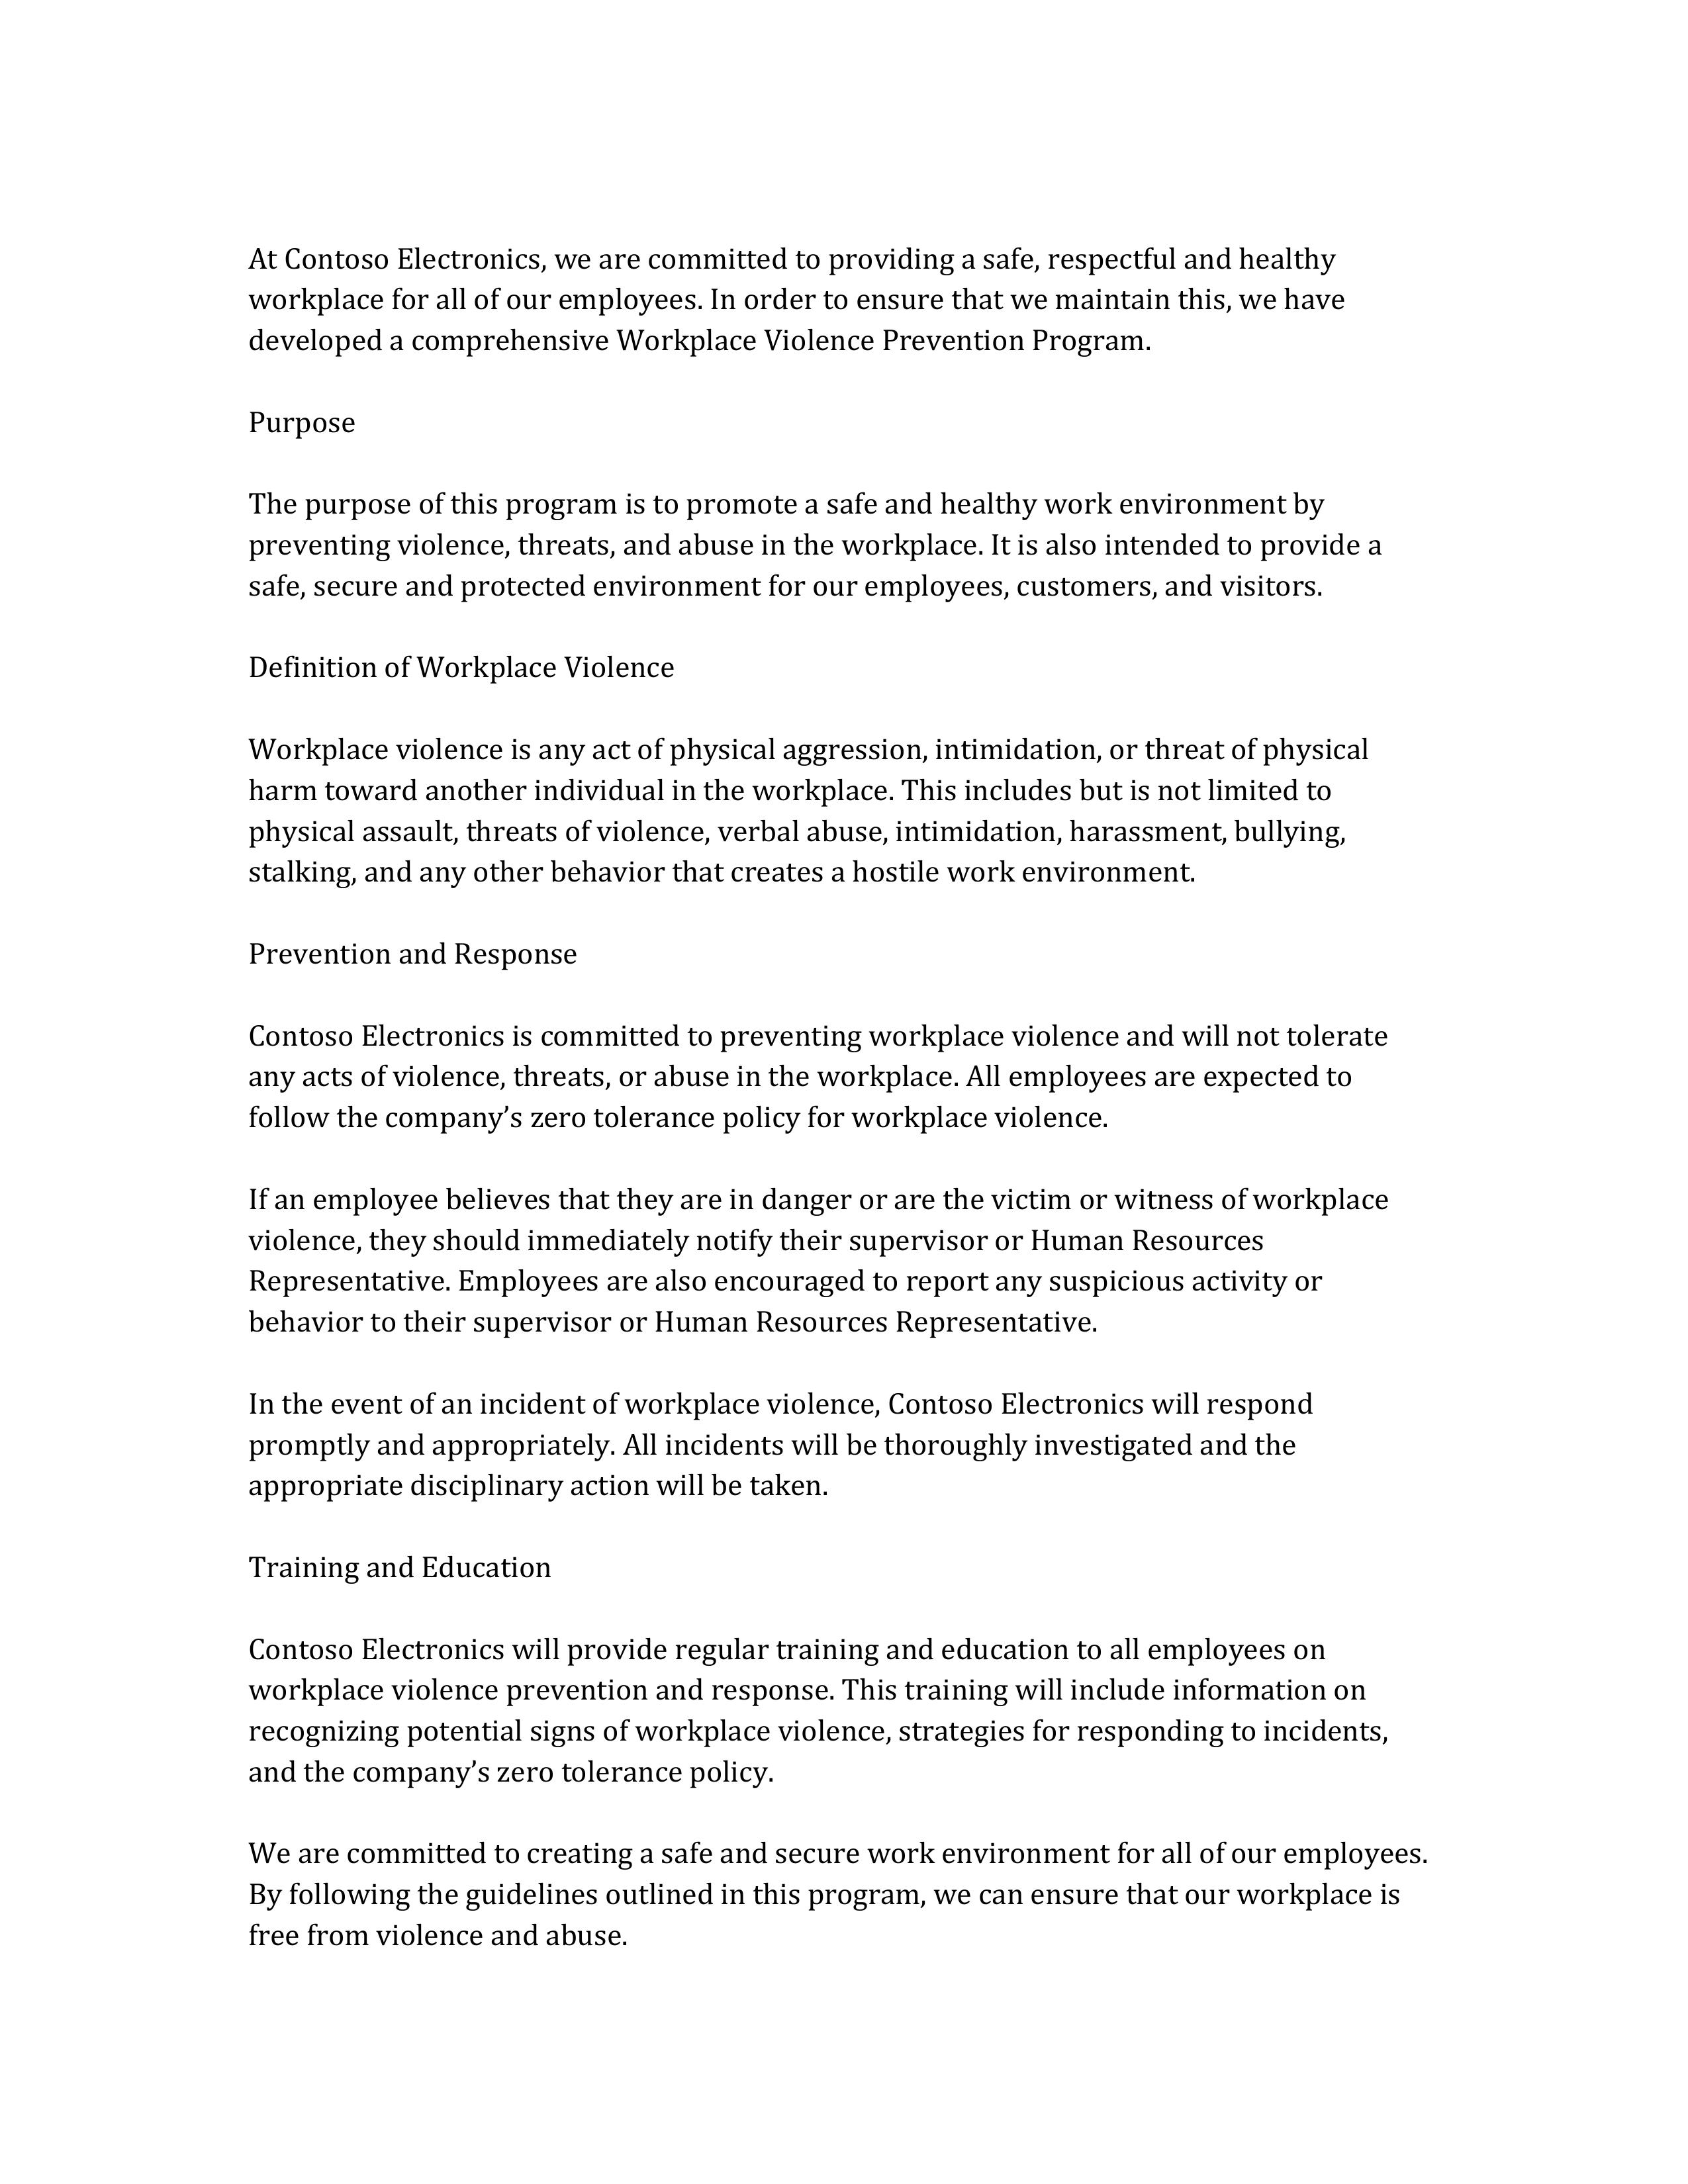 At Contoso Electronics, we are committed to providing a safe, respectful and healthy
workplace for all of our employees. In order to ensure that we maintain this, we have
developed a comprehensive Workplace Violence Prevention Program.
Purpose
The purpose of this program is to promote a safe and healthy work environment by
preventing violence, threats, and abuse in the workplace. It is also intended to provide a
safe, secure and protected environment for our employees, customers, and visitors.
Definition of Workplace Violence
Workplace violence is any act of physical aggression, intimidation, or threat of physical
harm toward another individual in the workplace. This includes but is not limited to
physical assault, threats of violence, verbal abuse, intimidation, harassment, bullying,
stalking, and any other behavior that creates a hostile work environment.
Prevention and Response
Contoso Electronics is committed to preventing workplace violence and will not tolerate
any acts of violence, threats, or abuse in the workplace. All employees are expected to
follow the company’s zero tolerance policy for workplace violence.
If an employee believes that they are in danger or are the victim or witness of workplace
violence, they should immediately notify their supervisor or Human Resources
Representative. Employees are also encouraged to report any suspicious activity or
behavior to their supervisor or Human Resources Representative.
In the event of an incident of workplace violence, Contoso Electronics will respond
promptly and appropriately. All incidents will be thoroughly investigated and the
appropriate disciplinary action will be taken.
Training and Education
Contoso Electronics will provide regular training and education to all employees on
workplace violence prevention and response. This training will include information on
recognizing potential signs of workplace violence, strategies for responding to incidents,
and the company’s zero tolerance policy.
We are committed to creating a safe and secure work environment for all of our employees.
By following the guidelines outlined in this program, we can ensure that our workplace is
free from violence and abuse.